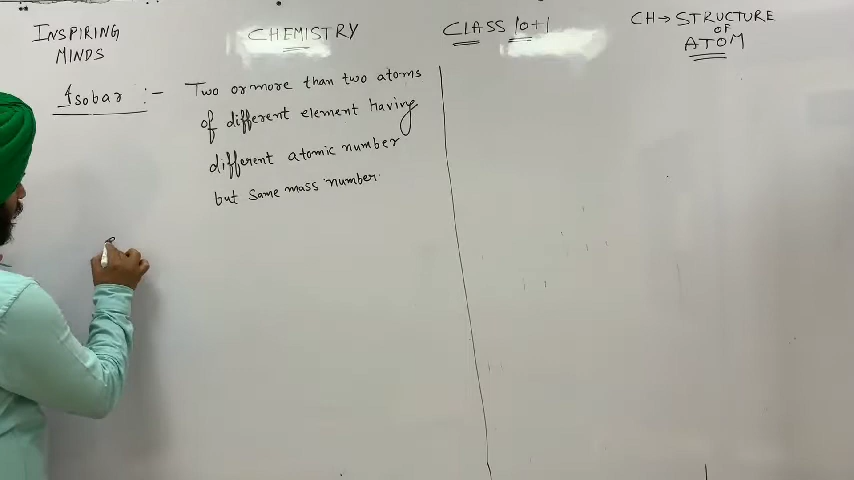 INSPIRING
MINDS
CHEMISTRY
CLASS 10+1
CH→ STRUCTURE
OF
ATOM
Isobar :-
Two or more than two atoms
of different element having
different atomic number
but same mass number.